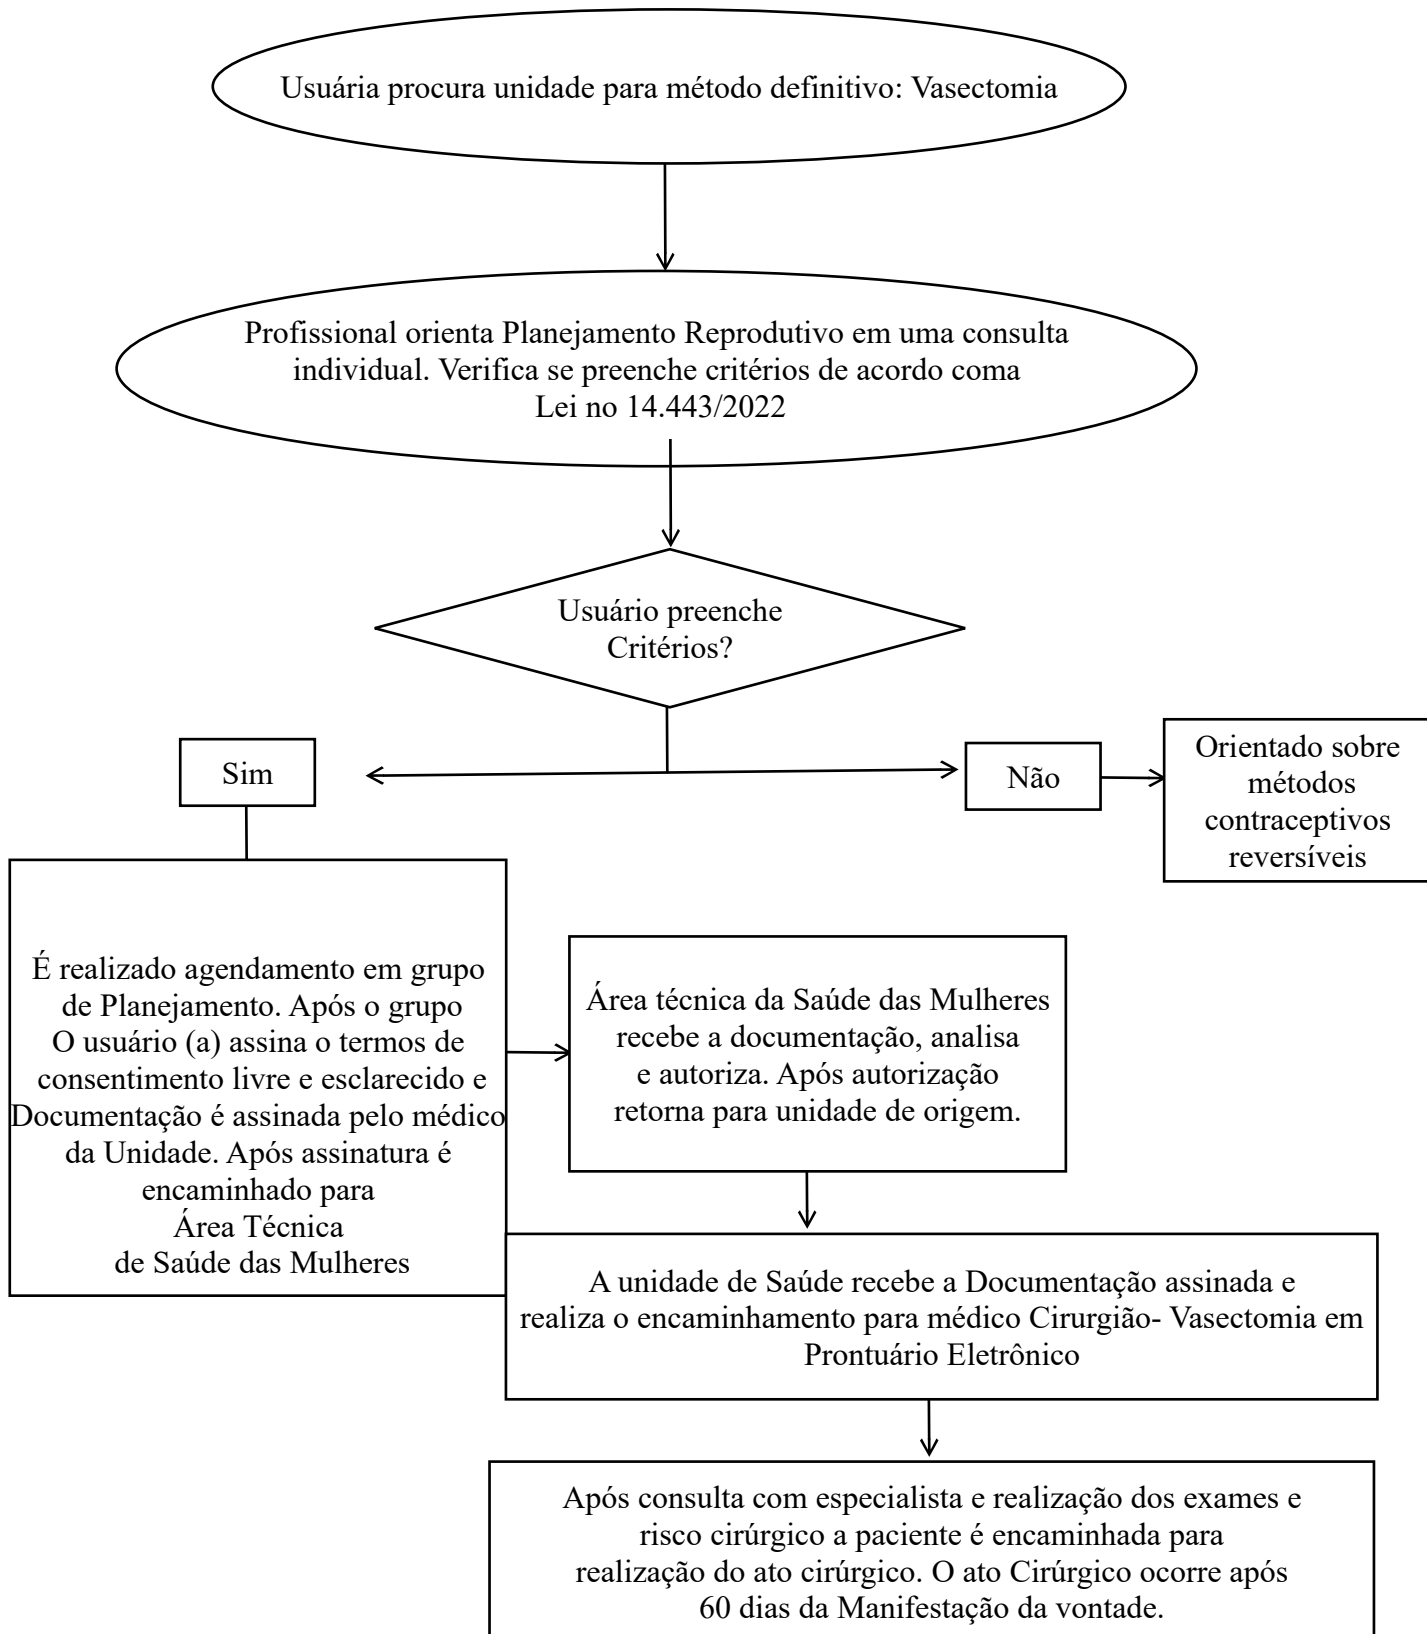 Usuária procura unidade para método definitivo: Vasectomia
Profissional orienta Planejamento Reprodutivo em uma consulta
individual. Verifica se preenche critérios de acordo coma
Lei no 14.443/2022
Usuário preenche
Critérios?
Sim
Não
Orientado sobre
métodos
contraceptivos
reversíveis
É realizado agendamento em grupo
de Planejamento. Após o grupo
O usuário (a) assina o termos de
consentimento livre e esclarecido e
Documentação é assinada pelo médico
da Unidade. Após assinatura é
encaminhado para
Área Técnica
de Saúde das Mulheres
Área técnica da Saúde das Mulheres
recebe a documentação, analisa
e autoriza. Após autorização
retorna para unidade de origem.
A unidade de Saúde recebe a Documentação assinada e
realiza o encaminhamento para médico Cirurgião- Vasectomia em
Prontuário Eletrônico
Após consulta com especialista e realização dos exames e
risco cirúrgico a paciente é encaminhada para
realização do ato cirúrgico. O ato Cirúrgico ocorre após
60 dias da Manifestação da vontade.